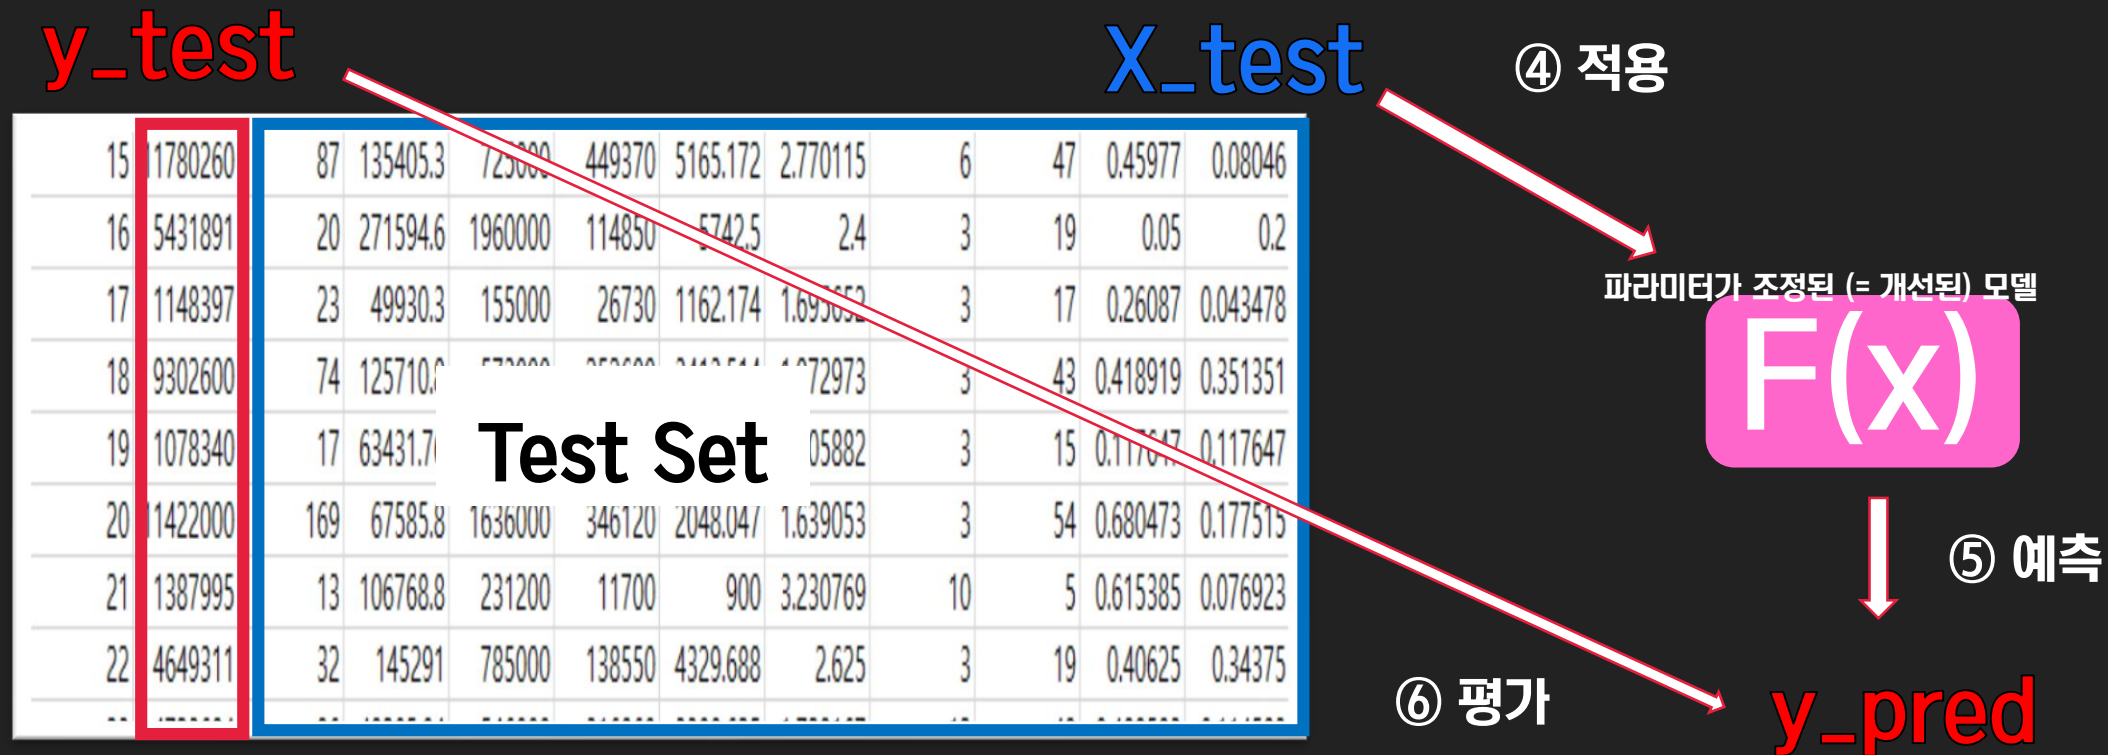 y_test
X_test
④ 적용
15 11780260 87 135405.3 725000 449370 5165.172 2.770115 6 47 0.45977 0.08046
16 5431891 20 271594.6 1960000 114850 5742.5 2.4 3 19 0.05 0.2
17 1148397 23 49930.3 155000 26730 1162.174 1.695652 3 17 0.26087 0.043478
18 9302600 74 3 43 0.418919 0.351351
19 1078340 17 3 15 0.117647 0.117647
20 11422000 169 67585.8 1636000 346120 2048.047 1.639053 3 54 0.680473 0.177515
21 1387995 13 106768.8 231200 11700 900 3.230769 10 5 0.615385 0.076923
22 4649311 32 145291 785000 138550 4329.688 2.625 3 19 0.40625 0.34375
Test Set
파라미터가 조정된 (= 개선된) 모델
F(x)
⑤ 예측
⑥ 평가
y_pred